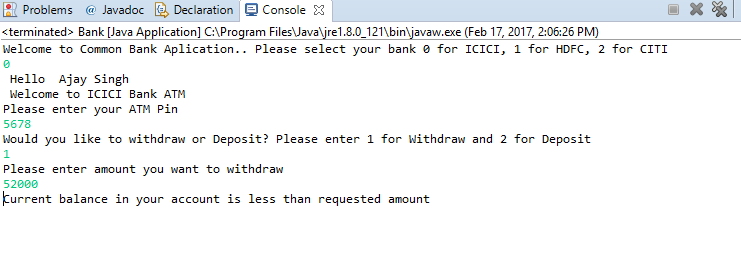 Problems @ Javadoc Declaration Console
<terminated> Bank [Java Application] C:\Program Files\Java\jre1.8.0_121\bin\javaw.exe (Feb 17, 2017, 2:06:26 PM)
Welcome to Common Bank Aplication.. Please select your bank 0 for ICICI, 1 for HDFC, 2 for CITI
0
Hello  Ajay Singh
Welcome to ICICI Bank ATM
Please enter your ATM Pin
5678
Would you like to withdraw or Deposit? Please enter 1 for Withdraw and 2 for Deposit
1
Please enter amount you want to withdraw
52000
Current balance in your account is less than requested amount